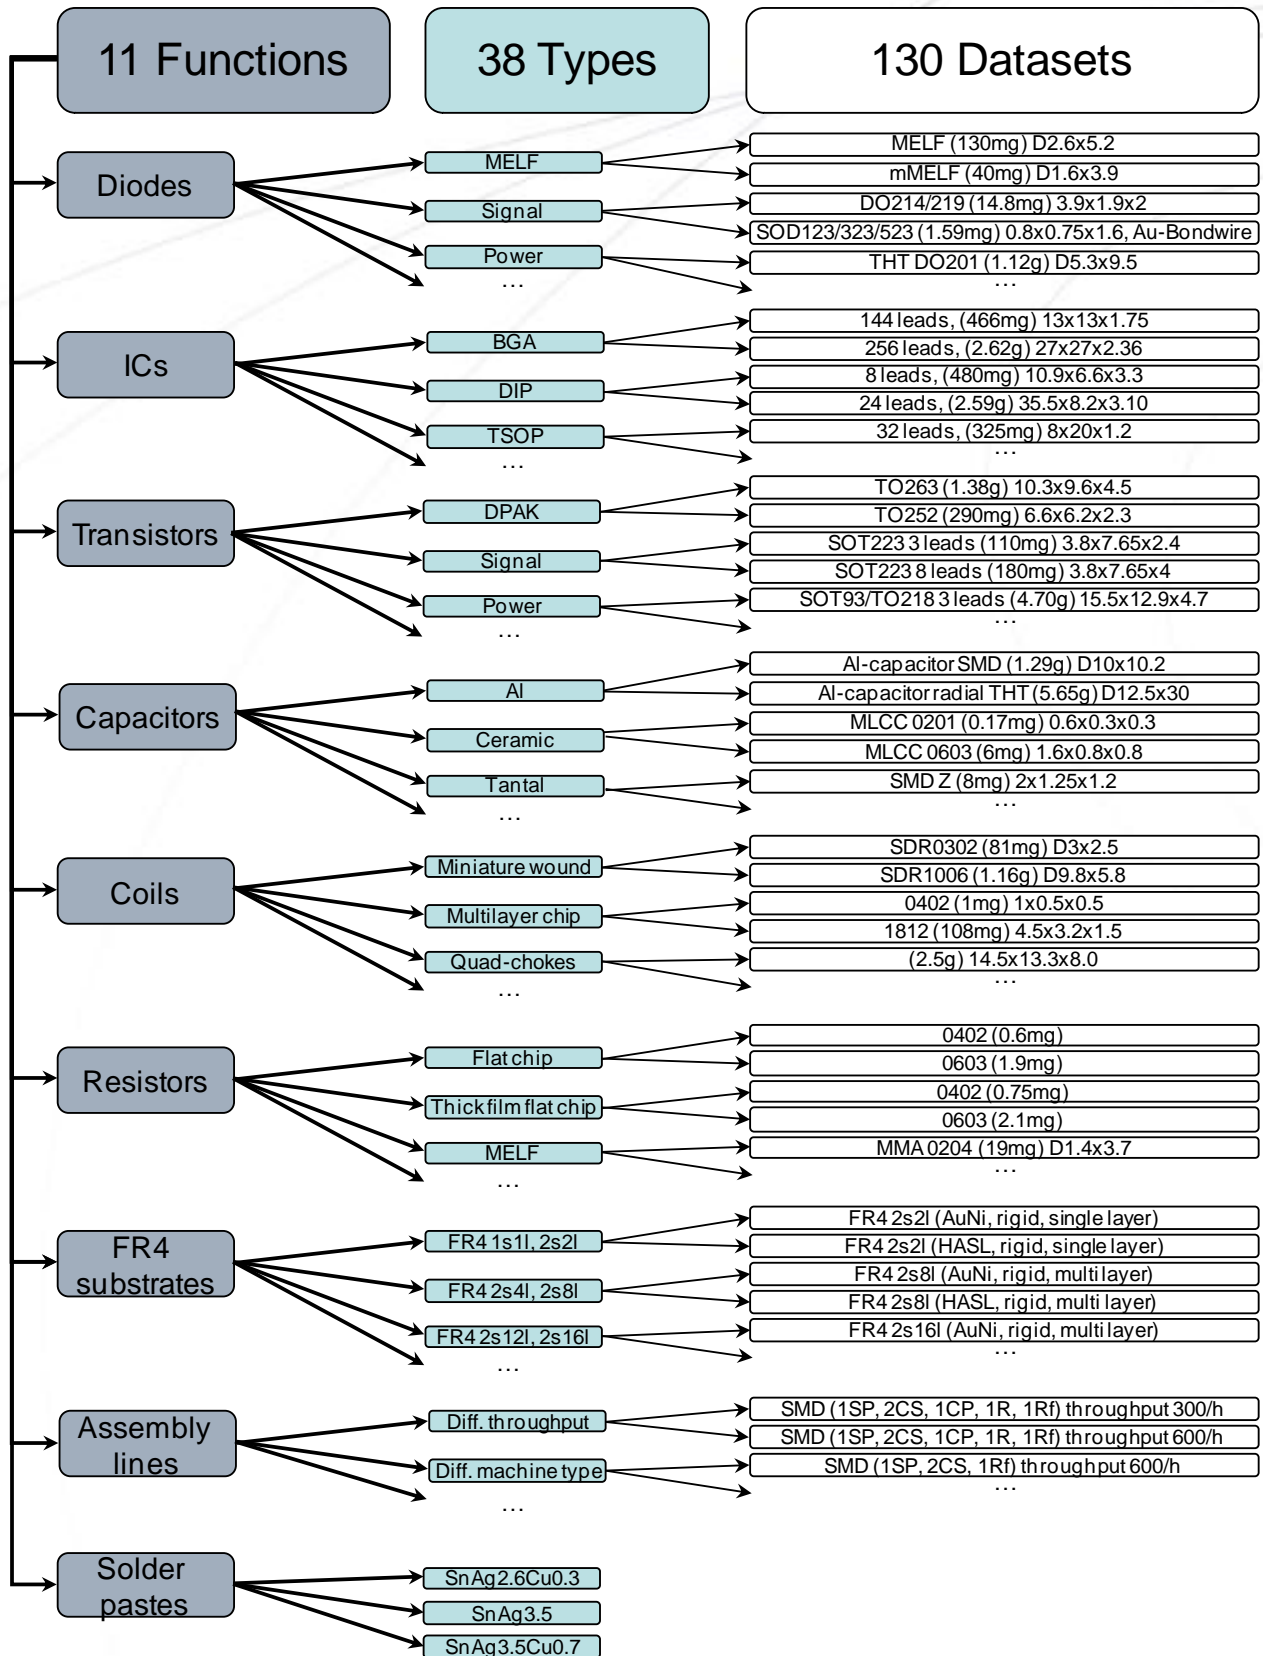 11 Functions
38 Types
130 Datasets
Diodes
MELF
MELF (130mg) D2.6x5.2
mMELF (40mg) D1.6x3.9
Signal
DO214/219 (14.8mg) 3.9x1.9x2
SOD123/323/523 (1.59mg) 0.8x0.75x1.6, Au-Bondwire
Power
THT DO201 (1.12g) D5.3x9.5
...
...
ICs
BGA
144 leads, (466mg) 13x13x1.75
256 leads, (2.62g) 27x27x2.36
DIP
8 leads, (480mg) 10.9x6.6x3.3
24 leads, (2.59g) 35.5x8.2x3.10
TSOP
32 leads, (325mg) 8x20x1.2
...
...
Transistors
DPAK
TO263 (1.38g) 10.3x9.6x4.5
TO252 (290mg) 6.6x6.2x2.3
Signal
SOT223 3 leads (110mg) 3.8x7.65x2.4
SOT223 8 leads (180mg) 3.8x7.65x4
Power
SOT93/TO218 3 leads (4.70g) 15.5x12.9x4.7
...
...
Capacitors
Al
Al-capacitor SMD (1.29g) D10x10.2
Al-capacitor radial THT (5.65g) D12.5x30
Ceramic
MLCC 0201 (0.17mg) 0.6x0.3x0.3
MLCC 0603 (6mg) 1.6x0.8x0.8
Tantal
SMD Z (8mg) 2x1.25x1.2
...
...
Coils
Miniature wound
SDR0302 (81mg) D3x2.5
SDR1006 (1.16g) D9.8x5.8
Multilayer chip
0402 (1mg) 1x0.5x0.5
1812 (108mg) 4.5x3.2x1.5
Quad-chokes
(2.5g) 14.5x13.3x8.0
...
...
Resistors
Flat chip
0402 (0.6mg)
0603 (1.9mg)
Thick film flat chip
0402 (0.75mg)
0603 (2.1mg)
MELF
MMA 0204 (19mg) D1.4x3.7
...
...
FR4
substrates
FR4 1s1l, 2s2l
FR4 2s2l (AuNi, rigid, single layer)
FR4 2s2l (HASL, rigid, single layer)
FR4 2s4l, 2s8l
FR4 2s8l (AuNi, rigid, multi layer)
FR4 2s8l (HASL, rigid, multi layer)
FR4 2s12l, 2s16l
FR4 2s16l (AuNi, rigid, multi layer)
...
...
Assembly
lines
Diff. throughput
SMD (1SP, 2CS, 1CP, 1R, 1Rf) throughput 300/h
SMD (1SP, 2CS, 1CP, 1R, 1Rf) throughput 600/h
Diff. machine type
SMD (1SP, 2CS, 1Rf) throughput 600/h
...
...
Solder
pastes
SnAg2.6Cu0.3
SnAg3.5
SnAg3.5Cu0.7